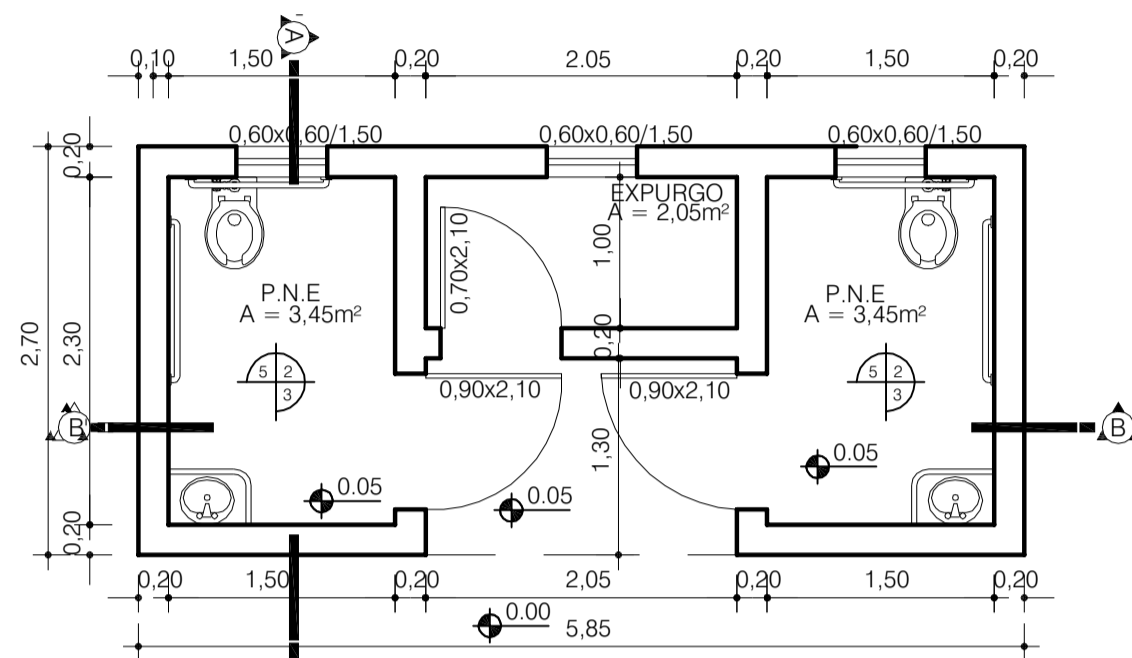 A
0,10 1,50 0,20 2.05 0,20 1,50 0,20
0,60x0,60/1,50 0,60x0,60/1,50 0,60x0,60/1,50
0,20
EXPURGO
A = 2,05m²
0,70x2,10
1,00
P.N.E
A = 3,45m²
P.N.E
A = 3,45m²
2,70
2,30
0,20
5 2
3
5 2
3
0,90x2,10 0,90x2,10
B' B
1,30
0.05
0.05
0.05
0,20
0,20 1,50 0,20 2,05 0,20 1,50 0,20
0.00
5,85